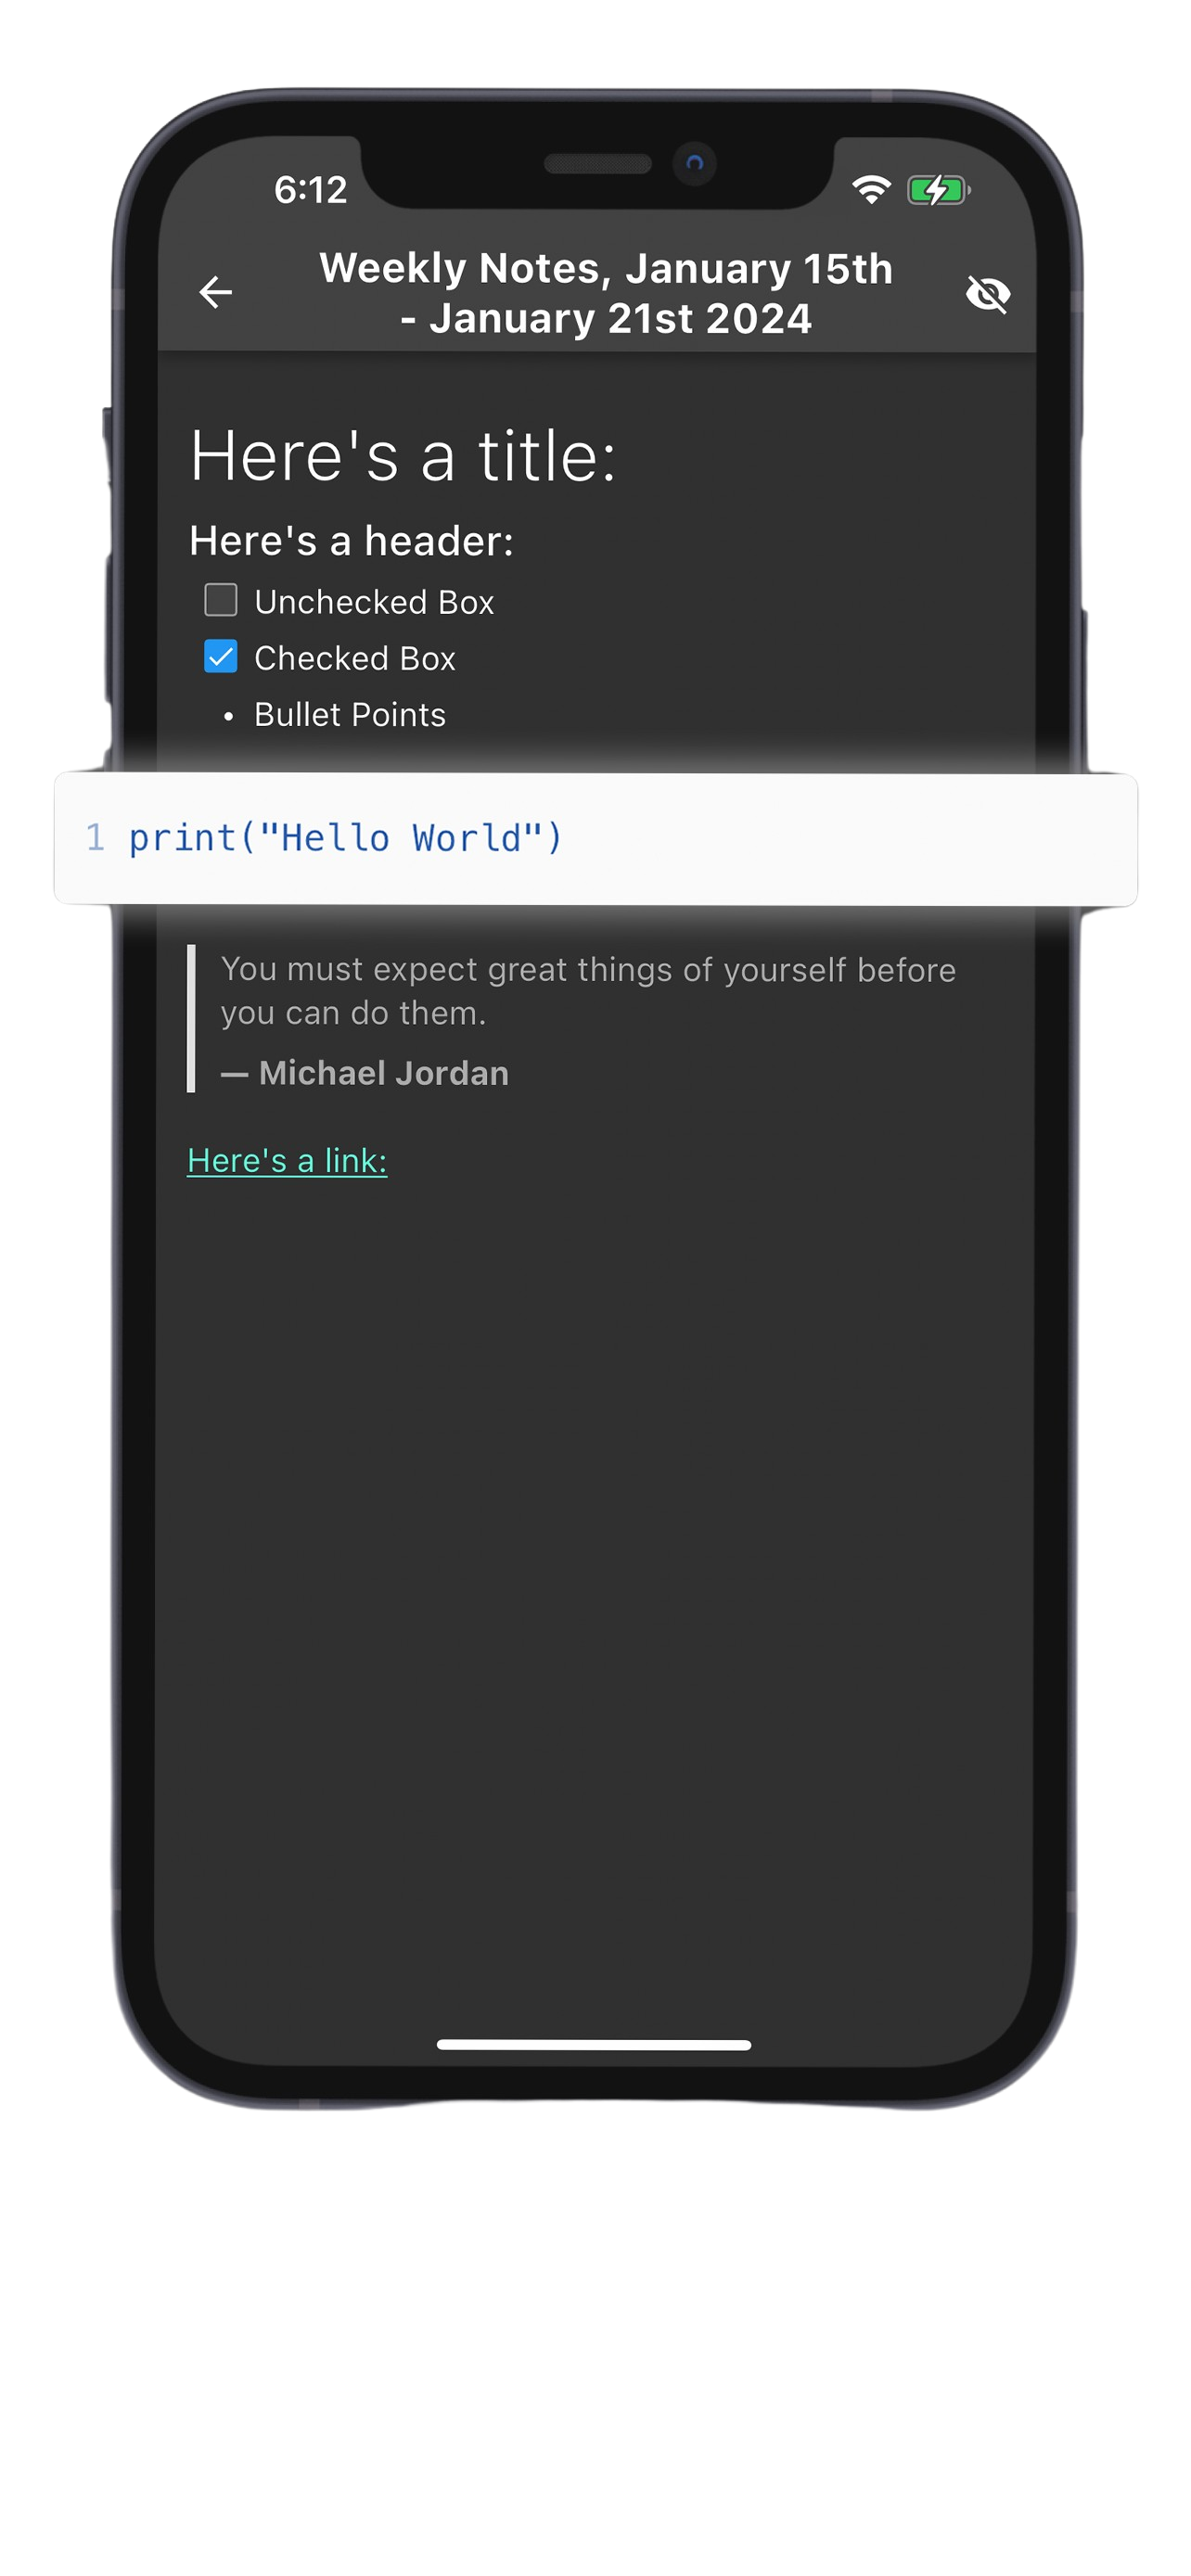 6:12
Weekly Notes, January 15th
- January 21st 2024
Here's a title:
Here's a header:
Unchecked Box
Checked Box
• Bullet Points
1 print("Hello World")
You must expect great things of yourself before
you can do them.
— Michael Jordan
Here's a link: